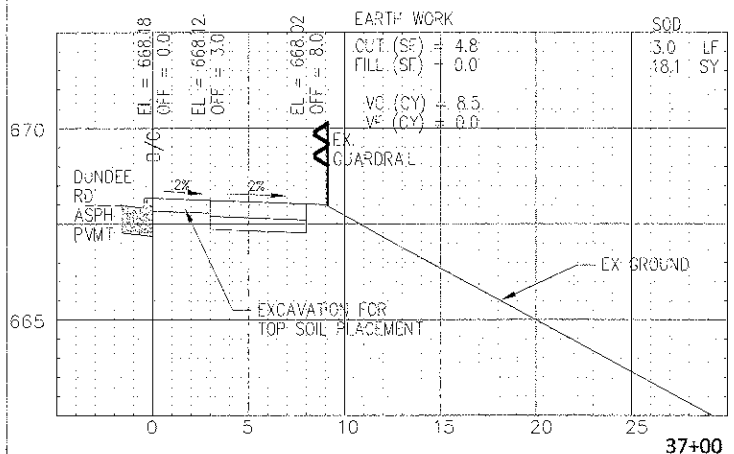 EL = 668.18
OFF = 0.0
B/C
EL = 668.12
OFF = 3.0
EL = 668.02
OFF = 8.0
EARTH WORK
CUT (SF) = 4.8
FILL (SF) = 0.0
VC (CY) = 8.5
VF (CY) = 0.0
SOD
3.0 LF
18.1 SY
670
EX
GUARDRAIL
DUNDEE
RD
ASPH
PVMT
2%
2%
EX GROUND
EXCAVATION FOR
TOP SOIL PLACEMENT
665
0 5 10 15 20 25
37+00